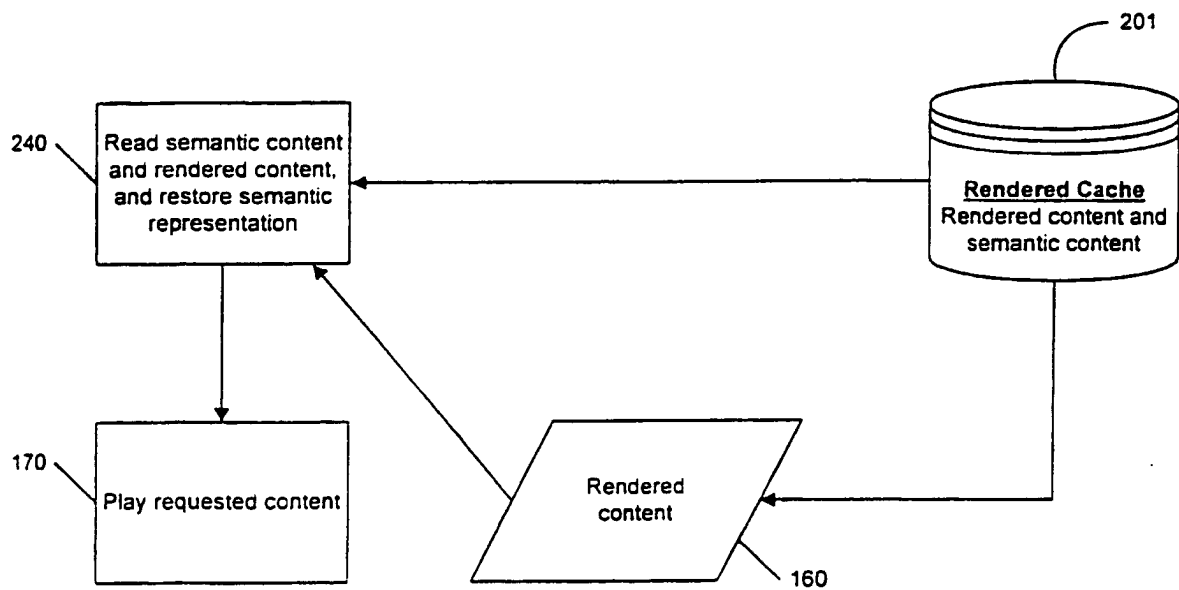 201
240
Read semantic content
and rendered content,
and restore semantic
representation
Rendered Cache
Rendered content and
semantic content
170
Play requested content
Rendered
content
160